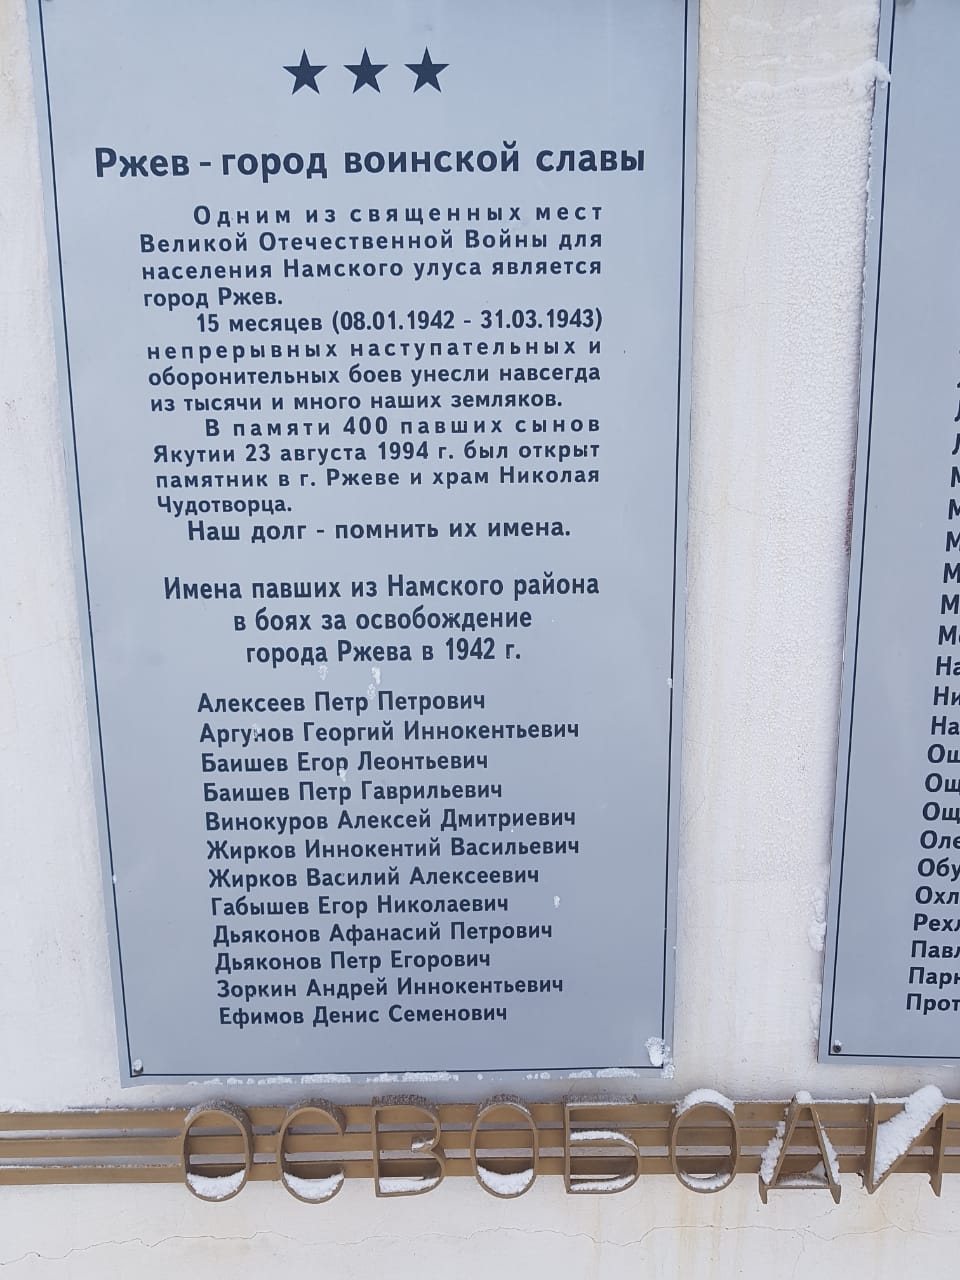 ★ ★ ★
Ржев - город воинской славы
Одним из священных мест
Великой Отечественной Войны для
населения Намского улуса является
город Ржев.
15 месяцев (08.01.1942 - 31.03.1943)
непрерывных наступательных и
оборонительных боев унесли навсегда
из тысячи и много наших земляков.
В памяти 400 павших сынов
Якутии 23 августа 1994 г. был открыт
памятник в г. Ржеве и храм Николая
Чудотворца.
Наш долг - помнить их имена.
Имена павших из Намского района
в боях за освобождение
города Ржева в 1942 г.
Алексеев Петр Петрович
Аргунов Георгий Иннокентьевич
Баишев Егор Леонтьевич
Баишев Петр Гаврильевич
Винокуров Алексей Дмитриевич
Жирков Иннокентий Васильевич
Жирков Василий Алексеевич
Габышев Егор Николаевич
Дьяконов Афанасий Петрович
Дьяконов Петр Егорович
Зоркин Андрей Иннокентьевич
Ефимов Денис Семенович
ОСВОБОДИ